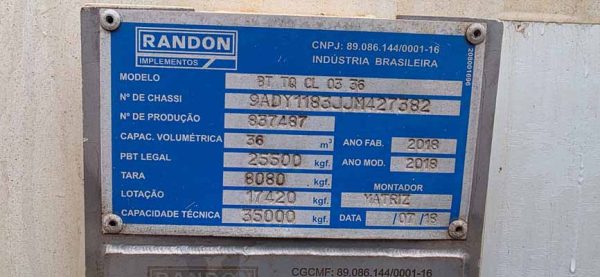 RANDON
IMPLEMENTOS
CNPJ: 89.086.144/0001-16
INDÚSTRIA BRASILEIRA
208001096
MODELO BT TQ CL 03 36
Nº DE CHASSI 9ADY1183JJM427382
Nº DE PRODUÇÃO 837487
CAPAC. VOLUMÉTRICA 36 m³ ANO FAB. 2018
PBT LEGAL 25500 kgf. ANO MOD. 2018
TARA 8080 kgf. MONTADOR
LOTAÇÃO 17420 kgf. MATRIZ
CAPACIDADE TÉCNICA 35000 kgf. DATA /07/18
RANDON CGCMF: 89.086.144/0001-16